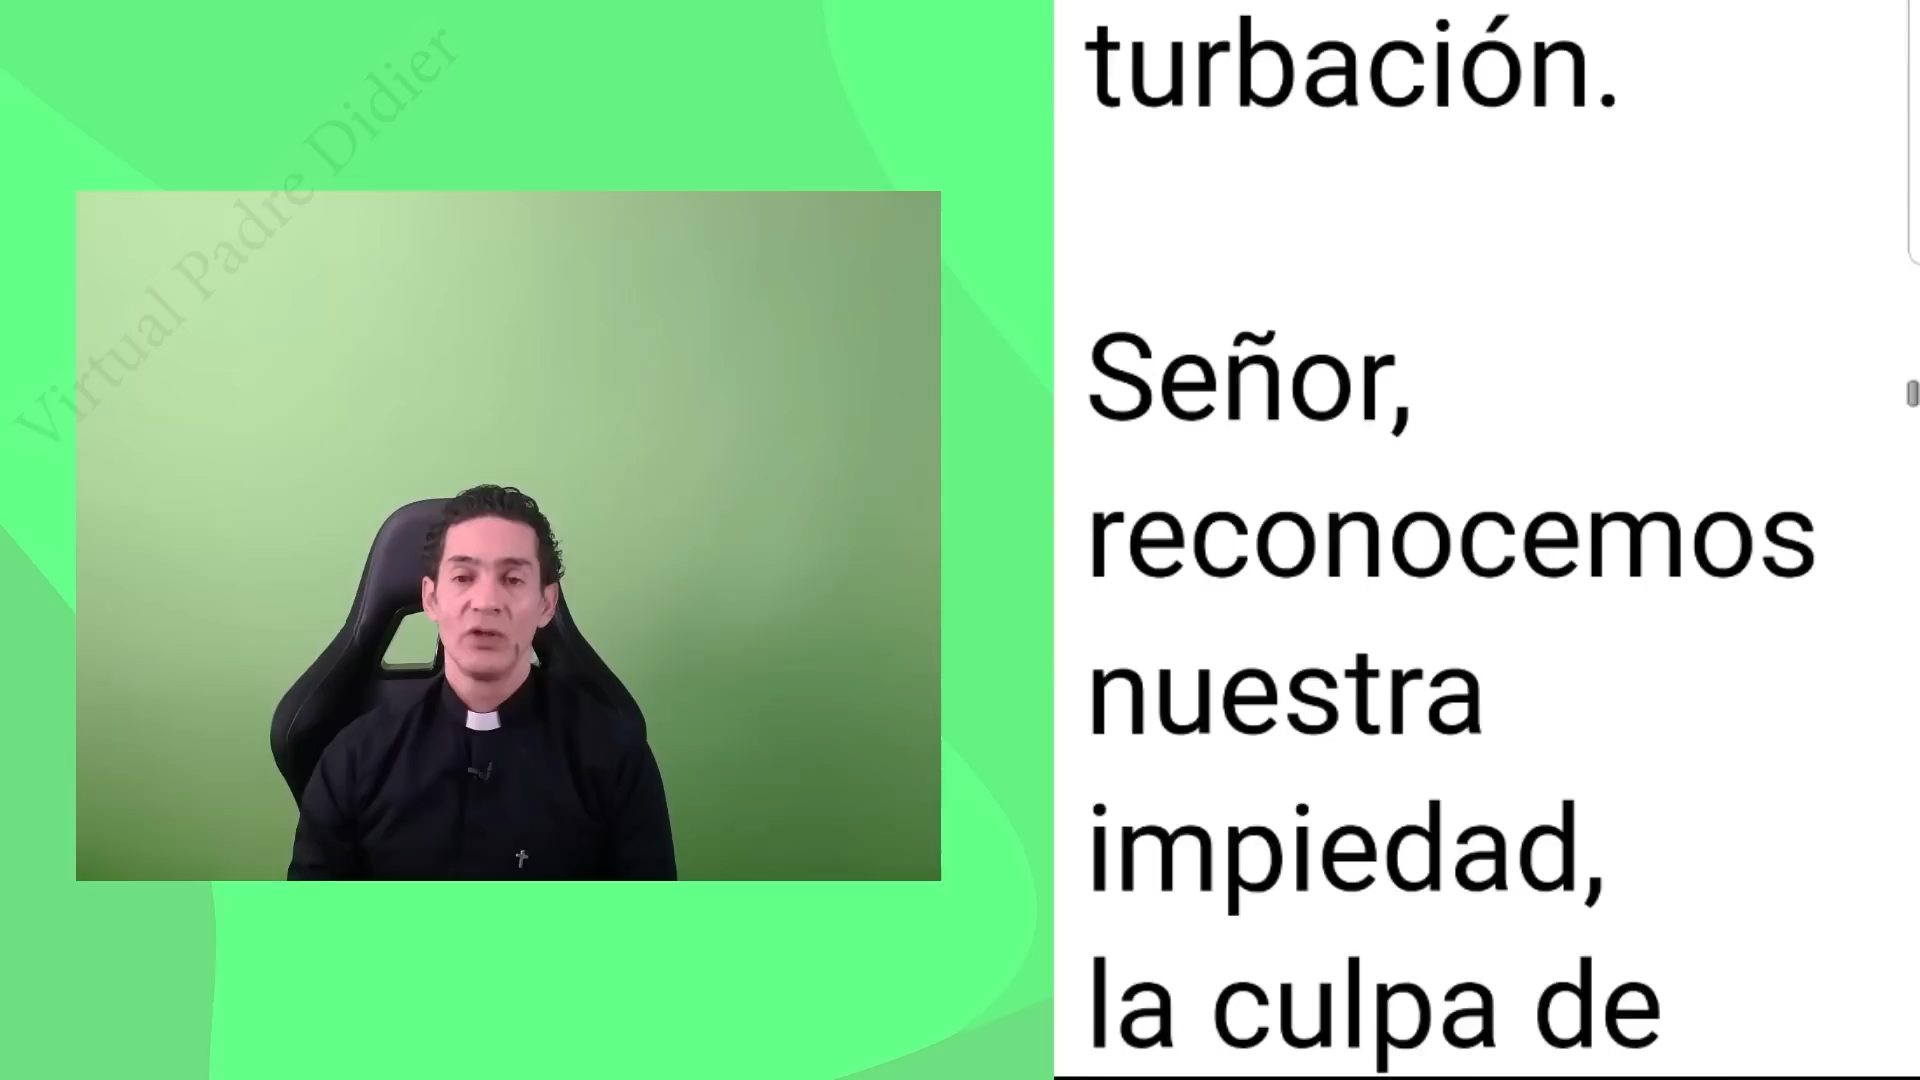 Virtual Padre Didier
turbación.
Señor,
reconocemos
nuestra
impiedad,
la culpa de